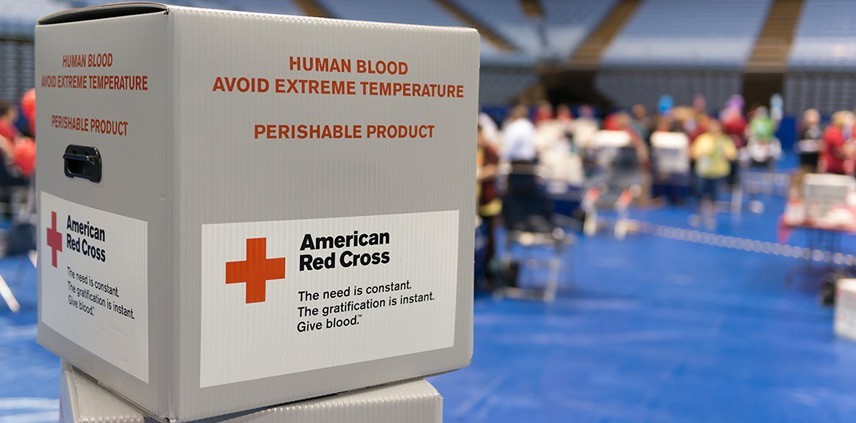 HUMAN BLOOD
AVOID EXTREME TEMPERATURE
PERISHABLE PRODUCT
American
Red Cross
The need is constant.
The gratification is instant.
Give blood.™
HUMAN BLOOD
AVOID EXTREME TEMPERATURE
PERISHABLE PRODUCT
American
Red Cross
The need is constant.
The gratification is instant.
Give blood.™